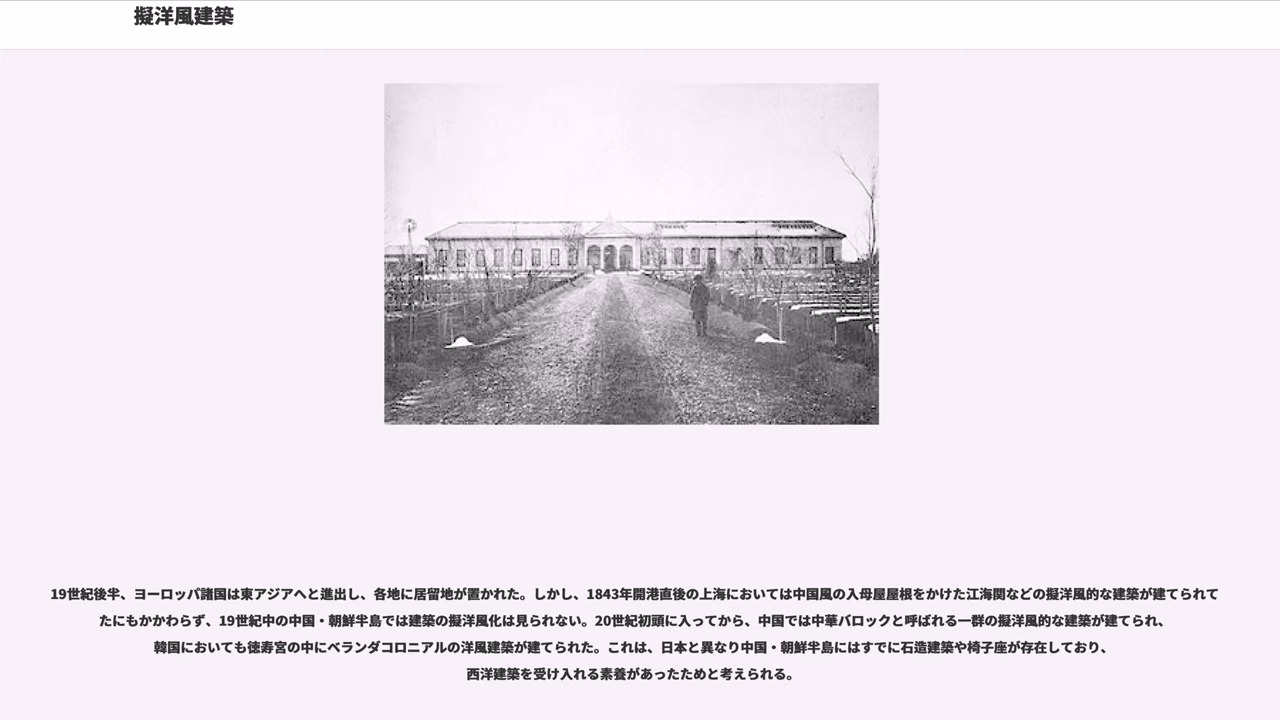 擬洋風建築
19世紀後半、ヨーロッパ諸国は東アジアへと進出し、各地に居留地が置かれた。しかし、1843年開港直後の上海においては中国風の入母屋屋根をかけた江海関などの擬洋風的な建築が建てられて
たにもかかわらず、19世紀中の中国・朝鮮半島では建築の擬洋風化は見られない。20世紀初頭に入ってから、中国では中華バロックと呼ばれる一群の擬洋風的な建築が建てられ、
韓国においても徳寿宮の中にベランダコロニアルの洋風建築が建てられた。これは、日本と異なり中国・朝鮮半島にはすでに石造建築や椅子座が存在しており、
西洋建築を受け入れる素養があったためと考えられる。